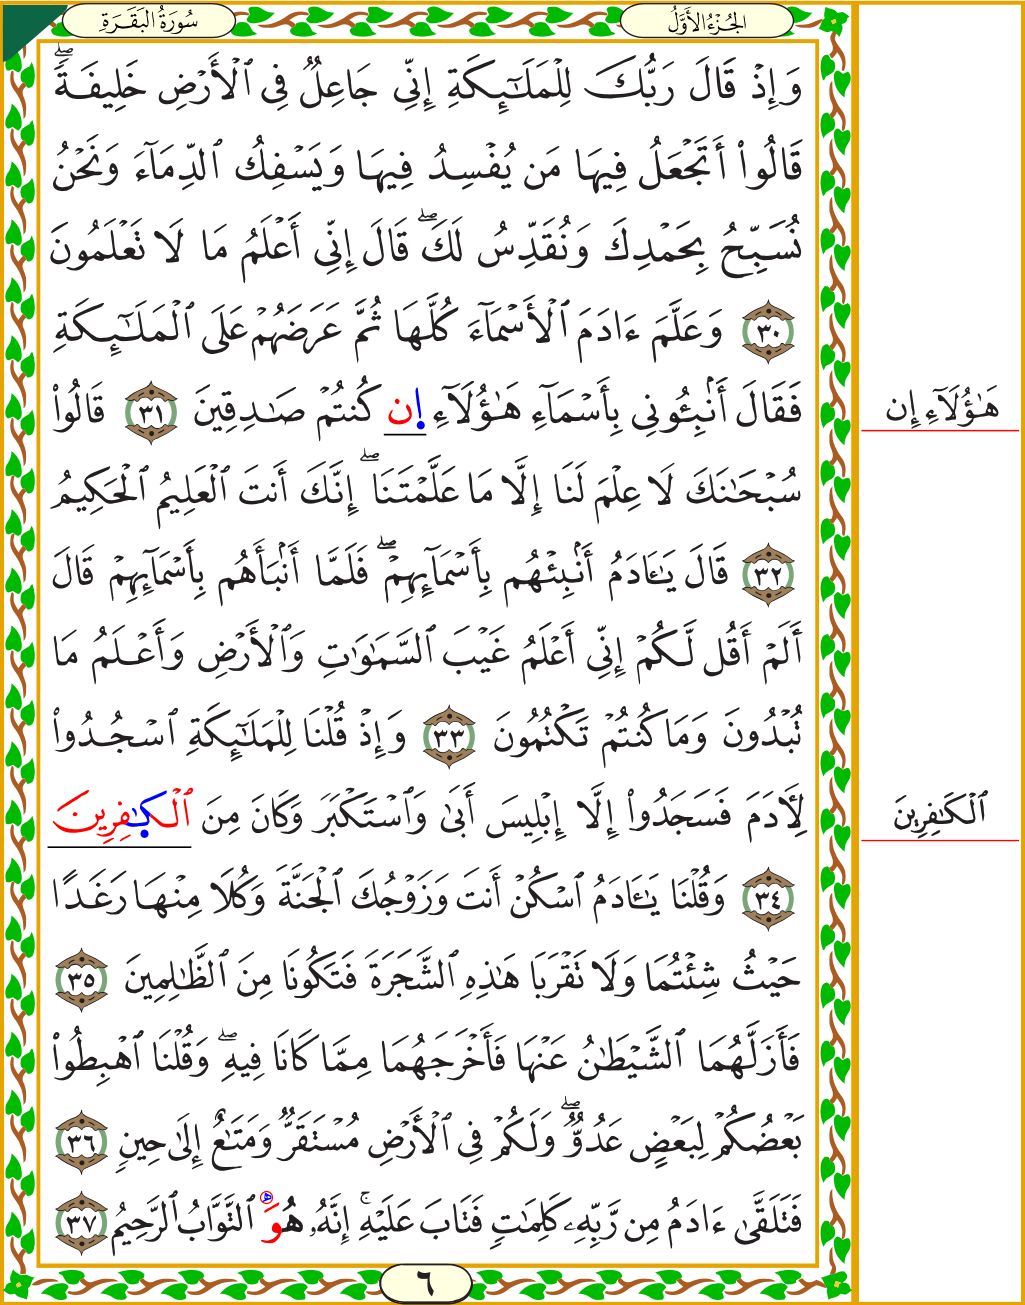 الجُزْءُ الأَوَّلُ
سُورَةُ البَقَرَةِ
وَإِذْ قَالَ رَبُّكَ لِلْمَلَـٰٓئِكَةِ إِنِّي جَاعِلٌ فِي ٱلْأَرْضِ خَلِيفَةً ۖ
قَالُوا۟ أَتَجْعَلُ فِيهَا مَن يُفْسِدُ فِيهَا وَيَسْفِكُ ٱلدِّمَآءَ وَنَحْنُ
نُسَبِّحُ بِحَمْدِكَ وَنُقَدِّسُ لَكَ ۖ قَالَ إِنِّي أَعْلَمُ مَا لَا تَعْلَمُونَ
٣٠ وَعَلَّمَ ءَادَمَ ٱلْأَسْمَآءَ كُلَّهَا ثُمَّ عَرَضَهُمْ عَلَى ٱلْمَلَـٰٓئِكَةِ
فَقَالَ أَنۢبِـُٔونِي بِأَسْمَآءِ هَـٰٓؤُلَآءِ إِن كُنتُمْ صَـٰدِقِينَ ٣١ قَالُوا۟
سُبْحَـٰنَكَ لَا عِلْمَ لَنَا إِلَّا مَا عَلَّمْتَنَا ۖ إِنَّكَ أَنتَ ٱلْعَلِيمُ ٱلْحَكِيمُ
٣٢ قَالَ يَـٰٓـَٔادَمُ أَنۢبِئْهُم بِأَسْمَآئِهِمْ ۖ فَلَمَّا أَنۢبَأَهُم بِأَسْمَآئِهِمْ قَالَ
أَلَمْ أَقُل لَّكُمْ إِنِّي أَعْلَمُ غَيْبَ ٱلسَّمَـٰوَٰتِ وَٱلْأَرْضِ وَأَعْلَمُ مَا
تُبْدُونَ وَمَا كُنتُمْ تَكْتُمُونَ ٣٣ وَإِذْ قُلْنَا لِلْمَلَـٰٓئِكَةِ ٱسْجُدُوا۟
لِـَٔادَمَ فَسَجَدُوا۟ إِلَّا إِبْلِيسَ أَبَىٰ وَٱسْتَكْبَرَ وَكَانَ مِنَ ٱلْكَـٰفِرِينَ
٣٤ وَقُلْنَا يَـٰٓـَٔادَمُ ٱسْكُنْ أَنتَ وَزَوْجُكَ ٱلْجَنَّةَ وَكُلَا مِنْهَا رَغَدًا
حَيْثُ شِئْتُمَا وَلَا تَقْرَبَا هَـٰذِهِ ٱلشَّجَرَةَ فَتَكُونَا مِنَ ٱلظَّـٰلِمِينَ ٣٥
فَأَزَلَّهُمَا ٱلشَّيْطَـٰنُ عَنْهَا فَأَخْرَجَهُمَا مِمَّا كَانَا فِيهِ ۖ وَقُلْنَا ٱهْبِطُوا۟
بَعْضُكُمْ لِبَعْضٍ عَدُوٌّ ۖ وَلَكُمْ فِي ٱلْأَرْضِ مُسْتَقَرٌّ وَمَتَـٰعٌ إِلَىٰ حِينٍ ٣٦
فَتَلَقَّىٰ ءَادَمُ مِن رَّبِّهِۦ كَلِمَـٰتٍ فَتَابَ عَلَيْهِ ۚ إِنَّهُۥ هُوَ ٱلتَّوَّابُ ٱلرَّحِيمُ ٣٧
هَـٰٓؤُلَآءِ إِن
ٱلْكَـٰفِرِينَ
٦